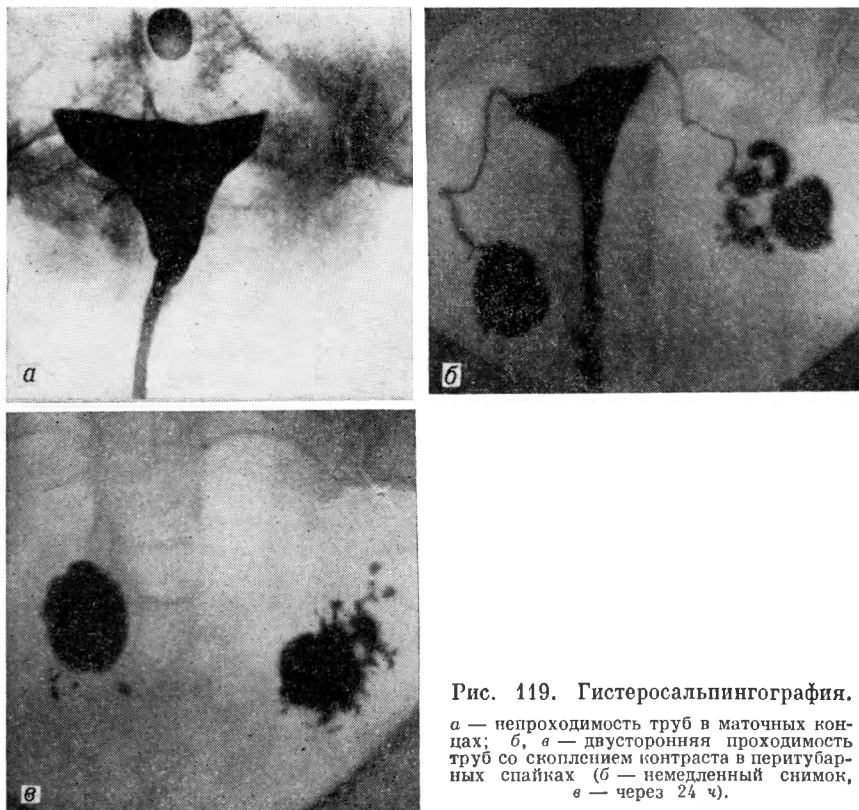 а
б
в
Рис. 119. Гистеросальпингография.
а — непроходимость труб в маточных кон-
цах; б, в — двусторонняя проходимость
труб со скоплением контраста в перитубар-
ных спайках (б — немедленный снимок,
в — через 24 ч).